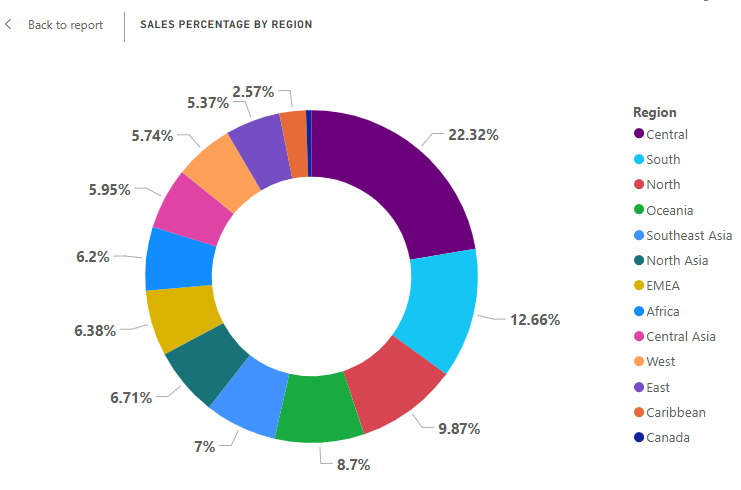 Back to report
SALES PERCENTAGE BY REGION
2.57%
5.37%
5.74%
5.95%
6.2%
6.38%
6.71%
7%
8.7%
9.87%
12.66%
22.32%
Region
Central
South
North
Oceania
Southeast Asia
North Asia
EMEA
Africa
Central Asia
West
East
Caribbean
Canada